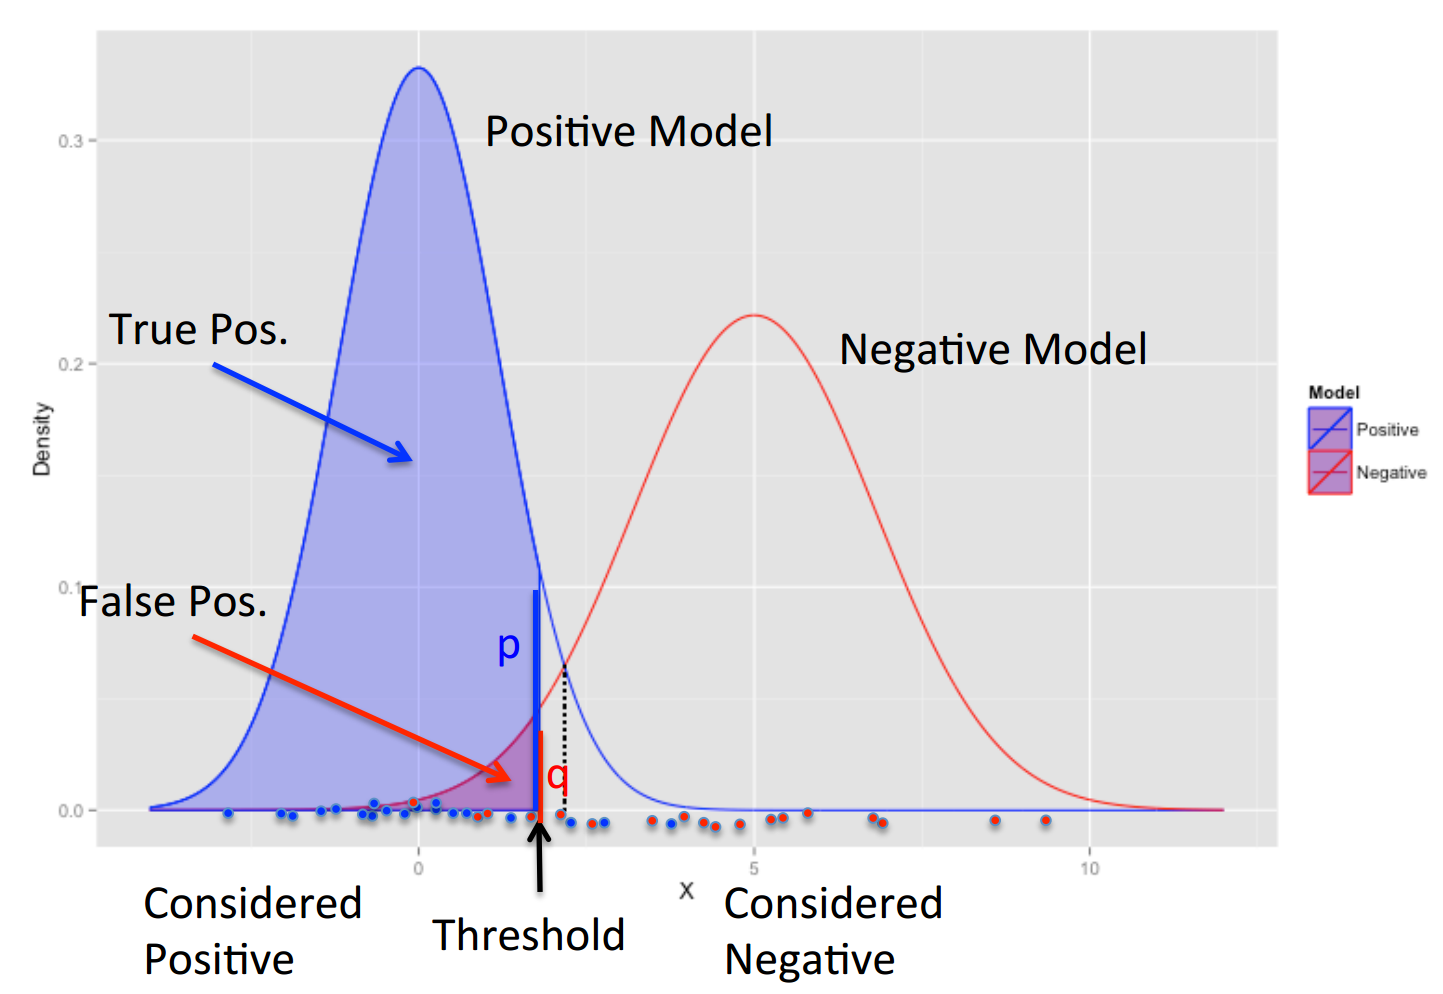 Positive Model
0.3
True Pos.
Negative Model
0.2
Density
Model
Positive
Negative
0.1
False Pos.
p
q
0.0
0
5
10
X
Considered
Positive
Threshold
Considered
Negative